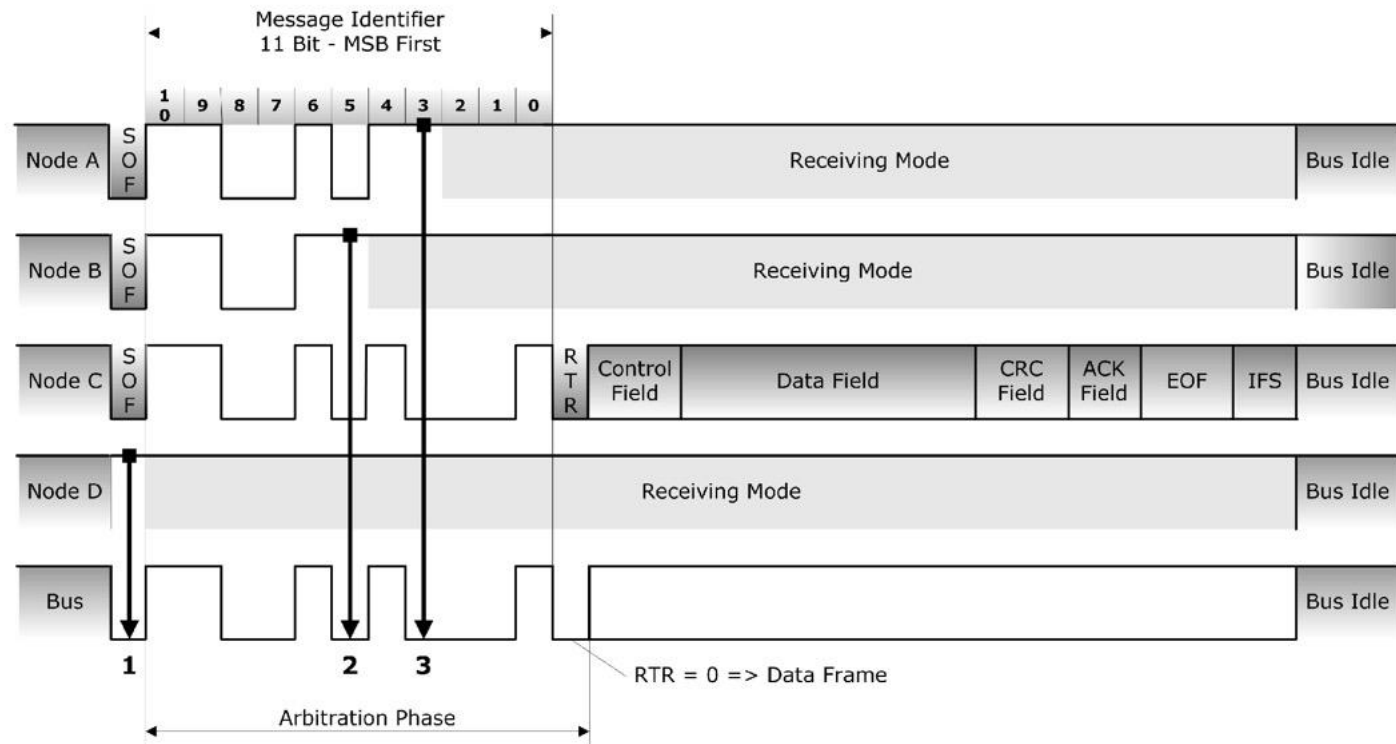 Message Identifier
11 Bit - MSB First
10 9 8 7 6 5 4 3 2 1 0
Node A SOF Receiving Mode Bus Idle
Node B SOF Receiving Mode Bus Idle
Node C SOF RTR Control Field Data Field CRC Field ACK Field EOF IFS Bus Idle
Node D Receiving Mode Bus Idle
Bus Bus Idle
1 2 3
RTR = 0 => Data Frame
Arbitration Phase